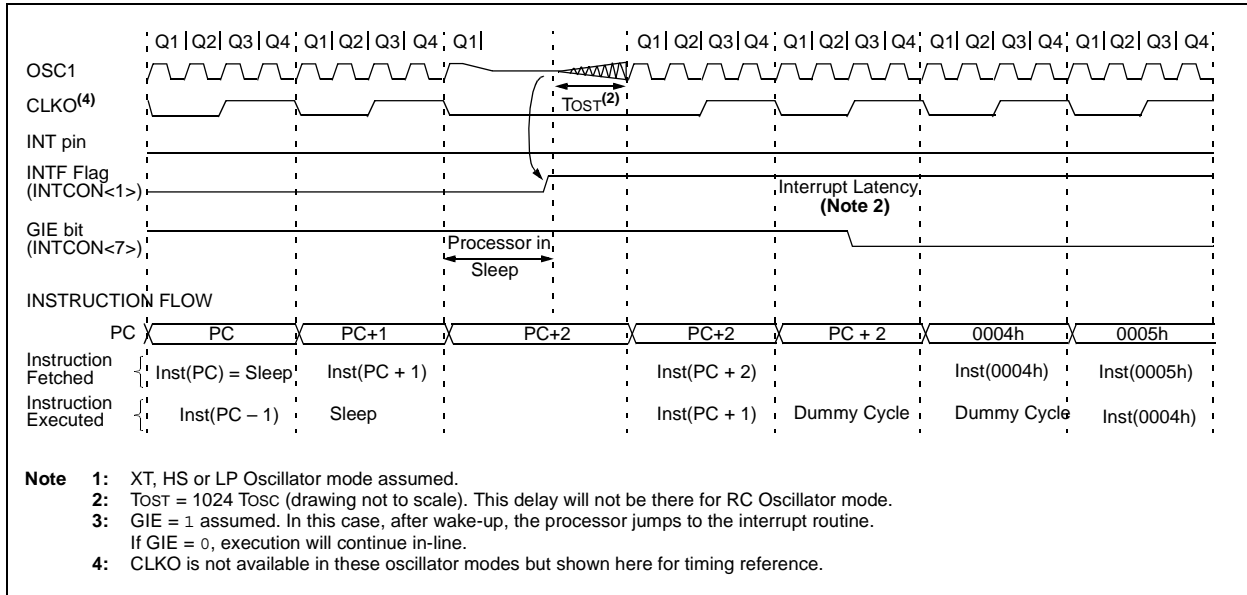 Q1 Q2 Q3 Q4 Q1 Q2 Q3 Q4 Q1 Q1 Q2 Q3 Q4 Q1 Q2 Q3 Q4 Q1 Q2 Q3 Q4 Q1 Q2 Q3 Q4
OSC1
CLKO(4)
TOST(2)
INT pin
INTF Flag
(INTCON<1>)
Interrupt Latency
(Note 2)
GIE bit
(INTCON<7>)
Processor in
Sleep
INSTRUCTION FLOW
PC PC PC+1 PC+2 PC+2 PC + 2 0004h 0005h
Instruction
Fetched
Inst(PC) = Sleep Inst(PC + 1) Inst(PC + 2) Inst(0004h) Inst(0005h)
Instruction
Executed
Inst(PC – 1) Sleep Inst(PC + 1) Dummy Cycle Dummy Cycle Inst(0004h)
Note 1: XT, HS or LP Oscillator mode assumed.
2: TOST = 1024 TOSC (drawing not to scale). This delay will not be there for RC Oscillator mode.
3: GIE = 1 assumed. In this case, after wake-up, the processor jumps to the interrupt routine.
If GIE = 0, execution will continue in-line.
4: CLKO is not available in these oscillator modes but shown here for timing reference.